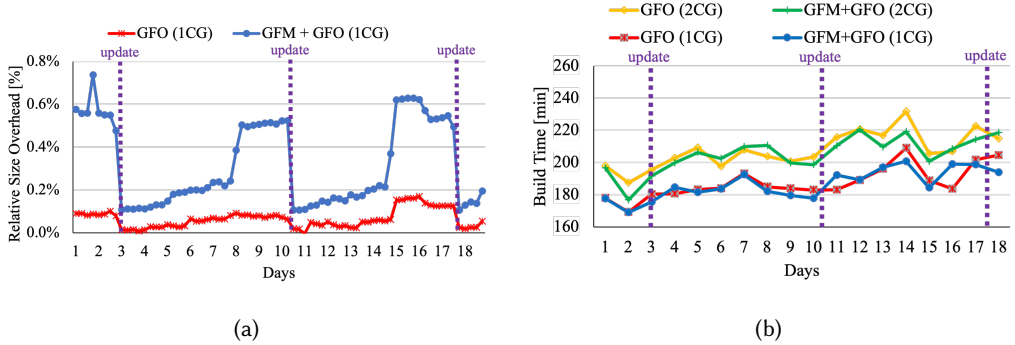 GFO (1CG) GFM + GFO (1CG)
update update update
Relative Size Overhead [%]
0.8%
0.6%
0.4%
0.2%
0.0%
1 2 3 4 5 6 7 8 9 10 11 12 13 14 15 16 17 18
Days
(a)
GFO (2CG) GFM+GFO (2CG)
GFO (1CG) GFM+GFO (1CG)
update update update
Build Time [min]
260
240
220
200
180
160
1 2 3 4 5 6 7 8 9 10 11 12 13 14 15 16 17 18
Days
(b)